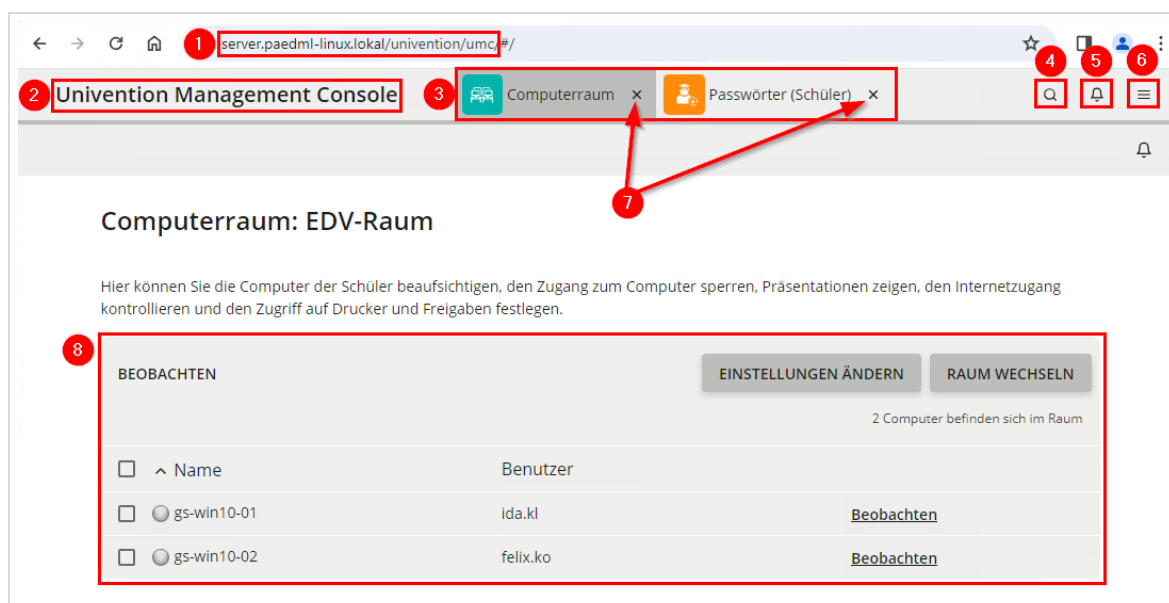 1 server.paedml-linux.lokal/univention/umc/#/
4 5 6
2 Univention Management Console 3 Computerraum × Passwörter (Schüler) ×
7
Computerraum: EDV-Raum
Hier können Sie die Computer der Schüler beaufsichtigen, den Zugang zum Computer sperren, Präsentationen zeigen, den Internetzugang
kontrollieren und den Zugriff auf Drucker und Freigaben festlegen.
8
BEOBACHTEN EINSTELLUNGEN ÄNDERN RAUM WECHSELN
2 Computer befinden sich im Raum
Name Benutzer
gs-win10-01 ida.kl Beobachten
gs-win10-02 felix.ko Beobachten